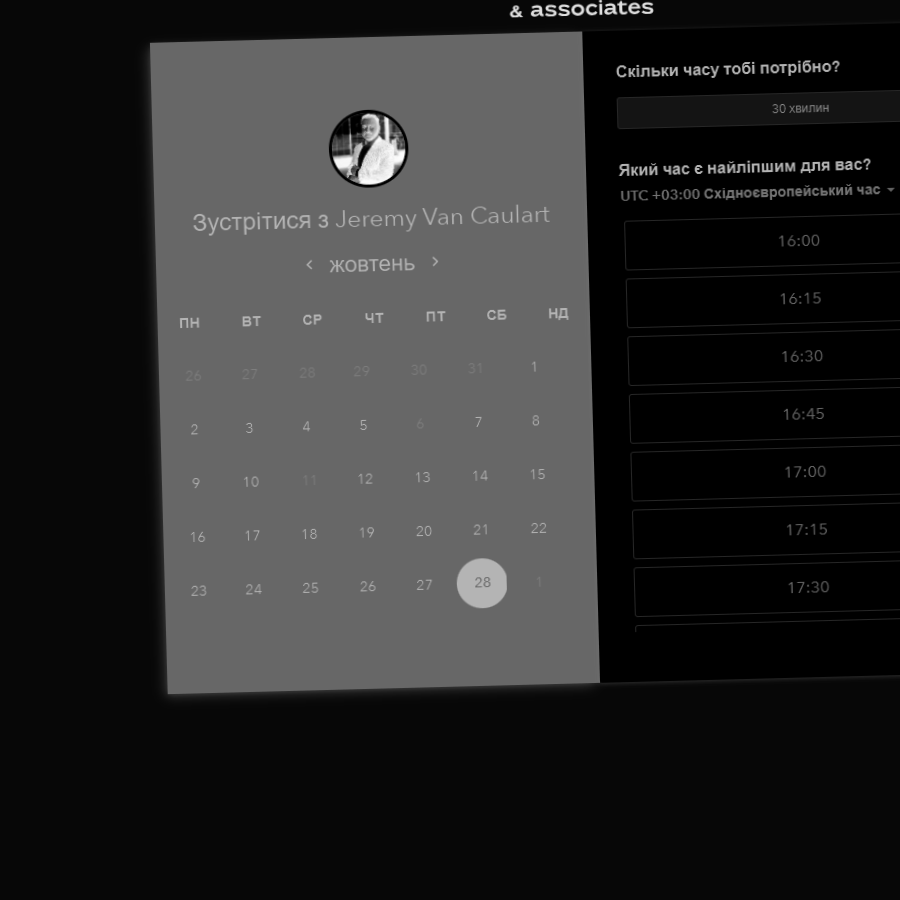 & associates
Зустрітися з Jeremy Van Caulart
жовтень
ПН ВТ СР ЧТ ПТ СБ НД
26 27 28 29 30 31 1
2 3 4 5 6 7 8
9 10 11 12 13 14 15
16 17 18 19 20 21 22
23 24 25 26 27 28 1
Скільки часу тобі потрібно?
30 хвилин
Який час є найліпшим для вас?
UTC +03:00 Східноєвропейський час
16:00
16:15
16:30
16:45
17:00
17:15
17:30